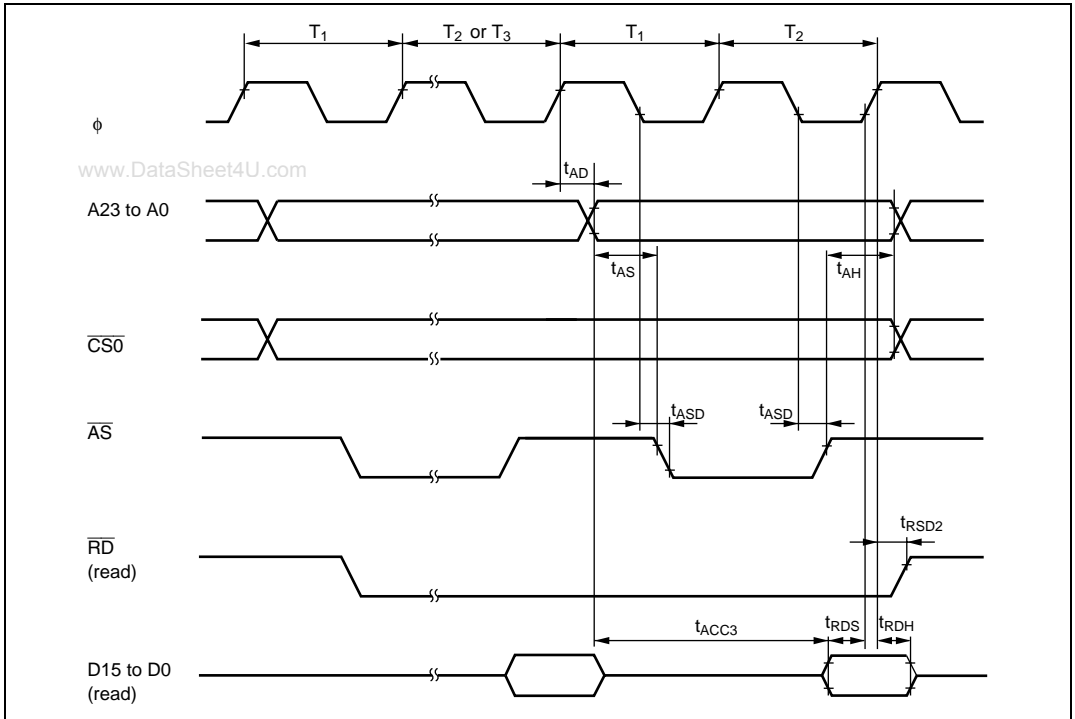 T1 T2 or T3 T1 T2
ϕ
www.DataSheet4U.com
tAD
A23 to A0
tAS tAH
CS0
tASD tASD
AS
tRSD2
RD
(read)
tACC3 tRDS tRDH
D15 to D0
(read)